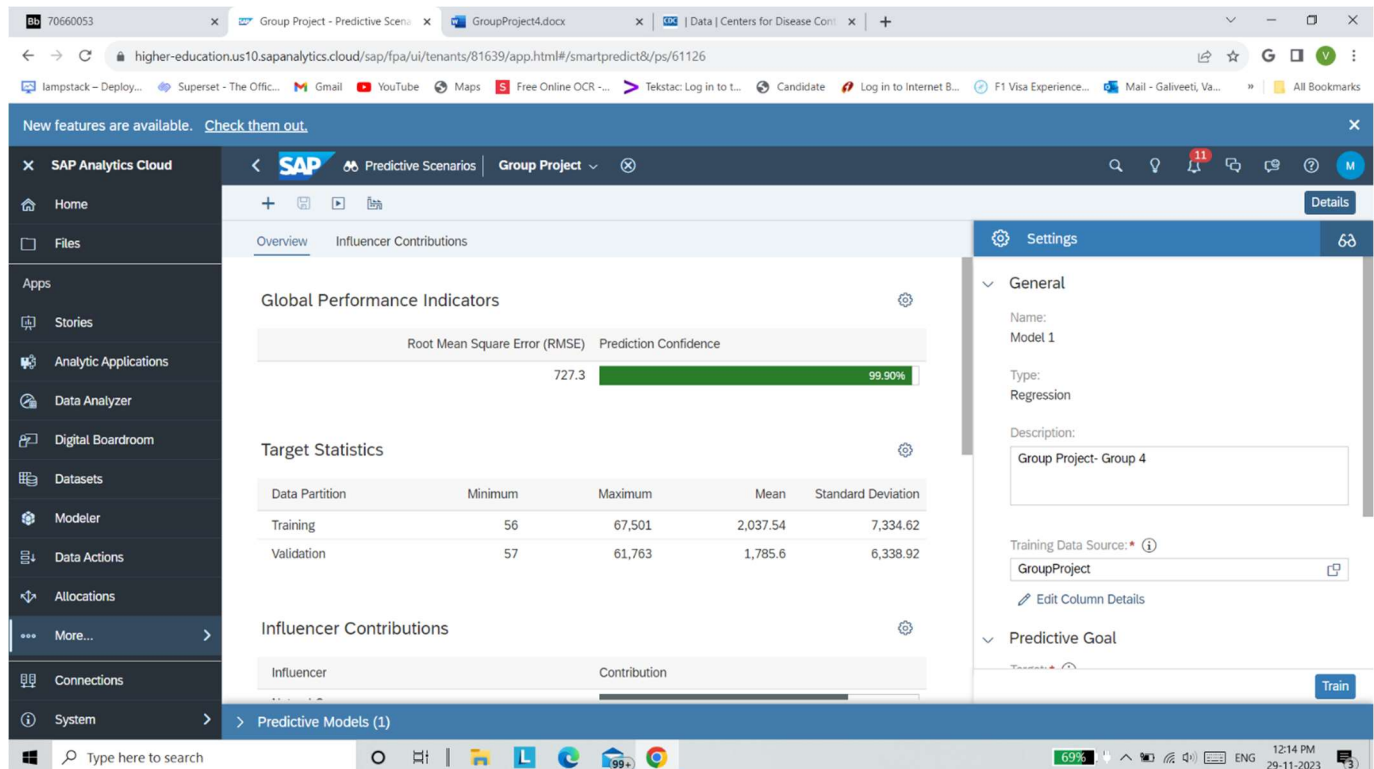 Bb 70660053
Group Project - Predictive Scena
GroupProject4.docx
CDC | Data | Centers for Disease Cont
higher-education.us10.sapanalytics.cloud/sap/fpa/ui/tenants/81639/app.html#/smartpredict&/ps/61126
G
V
lampstack – Deploy... Superset - The Offic... Gmail YouTube Maps S Free Online OCR -... Tekstac: Log in to t... Candidate Log in to Internet B... F1 Visa Experience... Mail - Galiveeti, Va... » All Bookmarks
New features are available. Check them out.
SAP Analytics Cloud
SAP Predictive Scenarios Group Project
11
M
Home
Details
Files
Overview Influencer Contributions
Settings
Apps
Stories
Analytic Applications
Data Analyzer
Digital Boardroom
Datasets
Modeler
Data Actions
Allocations
More...
Connections
System
Global Performance Indicators
Root Mean Square Error (RMSE) Prediction Confidence
727.3 99.90%
Target Statistics
Data Partition Minimum Maximum Mean Standard Deviation
Training 56 67,501 2,037.54 7,334.62
Validation 57 61,763 1,785.6 6,338.92
Influencer Contributions
Influencer Contribution
General
Name:
Model 1
Type:
Regression
Description:
Group Project- Group 4
Training Data Source:*
GroupProject
Edit Column Details
Predictive Goal
Train
Predictive Models (1)
Type here to search
L
99+
69%
ENG
12:14 PM
29-11-2023
3